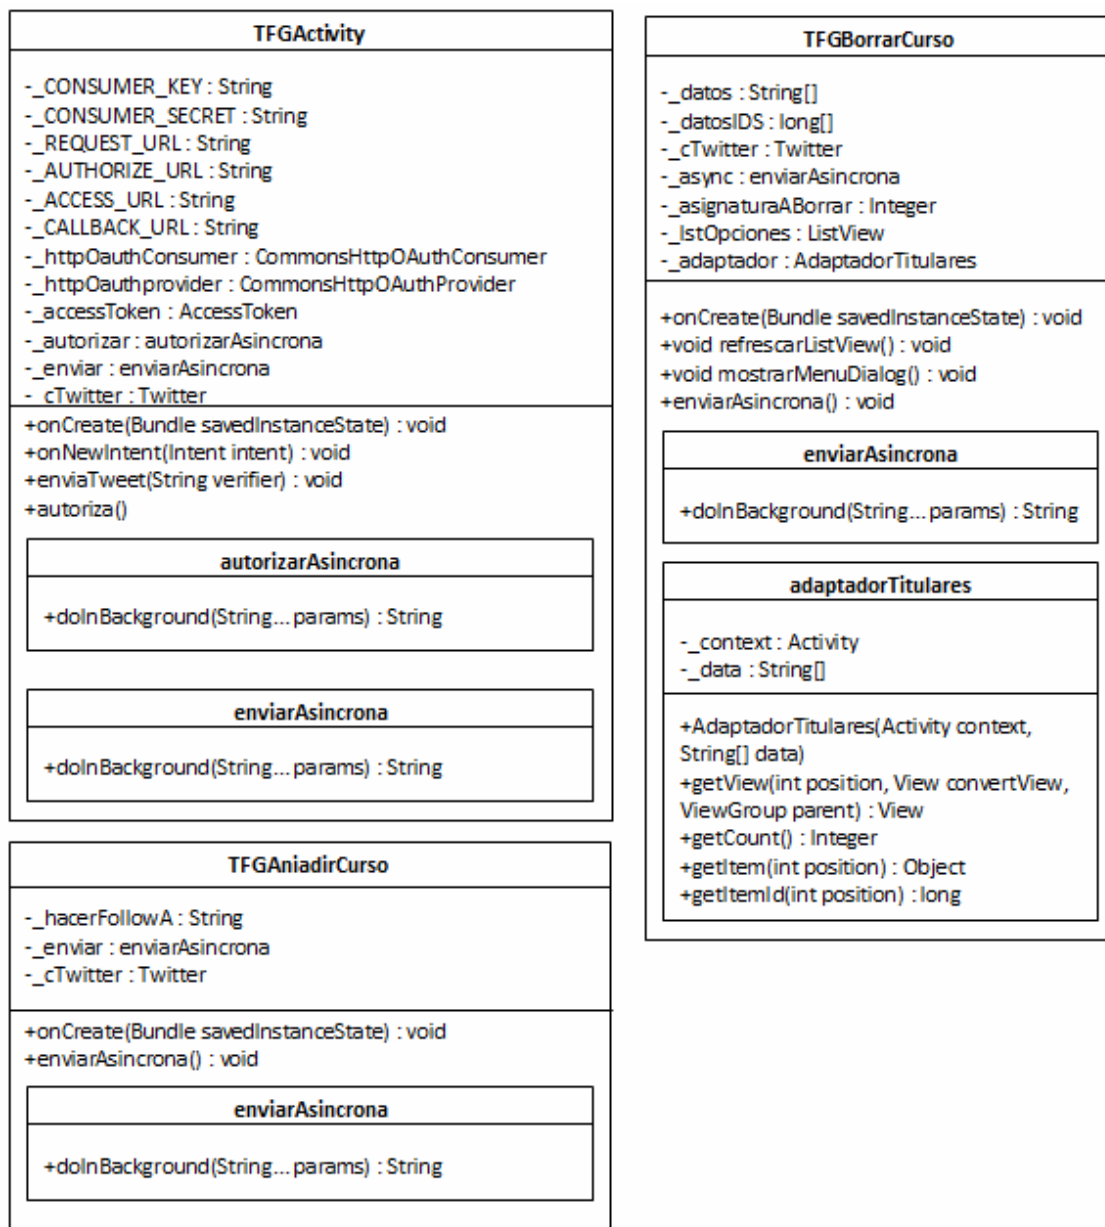 TFGActivity
-_CONSUMER_KEY : String
-_CONSUMER_SECRET : String
-_REQUEST_URL : String
-_AUTHORIZE_URL : String
-_ACCESS_URL : String
-_CALLBACK_URL : String
-_httpOauthConsumer : CommonsHttpOAuthConsumer
-_httpOauthprovider : CommonsHttpOAuthProvider
-_accessToken : AccessToken
-_autorizar : autorizarAsincrona
-_enviar : enviarAsincrona
-_cTwitter : Twitter
+onCreate(Bundle savedInstanceState) : void
+onNewIntent(Intent intent) : void
+enviaTweet(String verifier) : void
+autoriza()
autorizarAsincrona
+doInBackground(String... params) : String
enviarAsincrona
+doInBackground(String... params) : String
TFGAniadirCurso
-_hacerFollowA : String
-_enviar : enviarAsincrona
-_cTwitter : Twitter
+onCreate(Bundle savedInstanceState) : void
+enviarAsincrona() : void
enviarAsincrona
+doInBackground(String... params) : String
TFGBorrarCurso
-_datos : String[]
-_datosIDS : long[]
-_cTwitter : Twitter
-_async : enviarAsincrona
-_asignaturaABorrar : Integer
-_lstOpciones : ListView
-_adaptador : AdaptadorTitulares
+onCreate(Bundle savedInstanceState) : void
+void refrescarListView() : void
+void mostrarMenuDialog() : void
+enviarAsincrona() : void
enviarAsincrona
+doInBackground(String... params) : String
adaptadorTitulares
-_context : Activity
-_data : String[]
+AdaptadorTitulares(Activity context,
String[] data)
+getView(int position, View convertView,
ViewGroup parent) : View
+getCount() : Integer
+getItem(int position) : Object
+getItemId(int position) : long